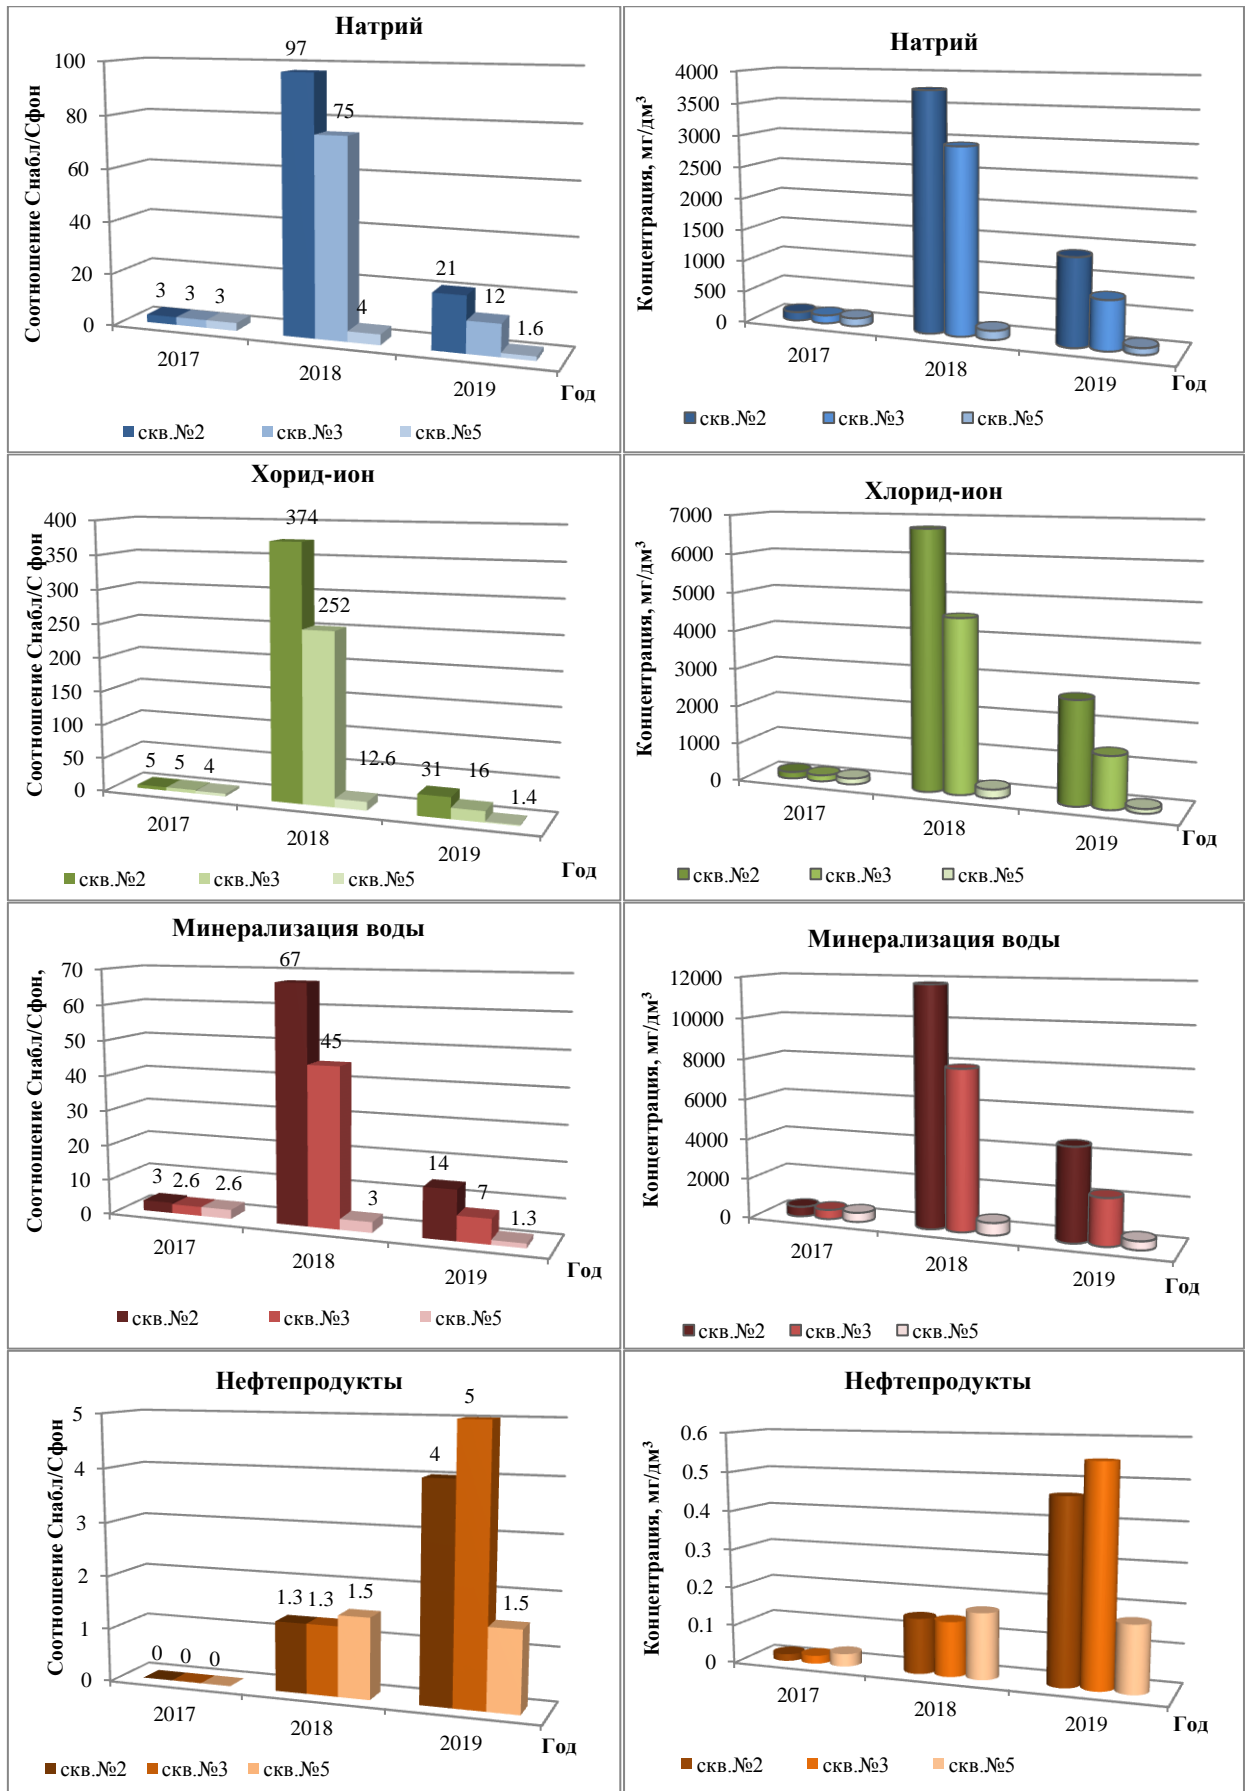 Натрий
Соотношение Cнабл/Cфон
100
80
60
40
20
0
97
75
4
3 3 3
21
12
1.6
2017
2018
2019
Год
скв.№2 скв.№3 скв.№5
Натрий
Концентрация, мг/дм³
4000
3500
3000
2500
2000
1500
1000
500
0
2017
2018
2019
Год
скв.№2 скв.№3 скв.№5
Хорид-ион
Соотношение Cнабл/C фон
400
350
300
250
200
150
100
50
0
5 5 4
374
252
12.6
31
16
1.4
2017
2018
2019
Год
скв.№2 скв.№3 скв.№5
Хлорид-ион
Концентрация, мг/дм³
7000
6000
5000
4000
3000
2000
1000
0
2017
2018
2019
Год
скв.№2 скв.№3 скв.№5
Минерализация воды
Соотношение Cнабл/Cфон,
70
60
50
40
30
20
10
0
3 2.6 2.6
67
45
3
14
7
1.3
2017
2018
2019
Год
скв.№2 скв.№3 скв.№5
Минерализация воды
Концентрация, мг/дм³
12000
10000
8000
6000
4000
2000
0
2017
2018
2019
Год
скв.№2 скв.№3 скв.№5
Нефтепродукты
Соотношение Cнабл/Cфон
5
4
3
2
1
0
0 0 0
1.3 1.3 1.5
4
5
1.5
2017
2018
2019
Год
скв.№2 скв.№3 скв.№5
Нефтепродукты
Концентрация, мг/дм³
0.6
0.5
0.4
0.3
0.2
0.1
0
2017
2018
2019
Год
скв.№2 скв.№3 скв.№5